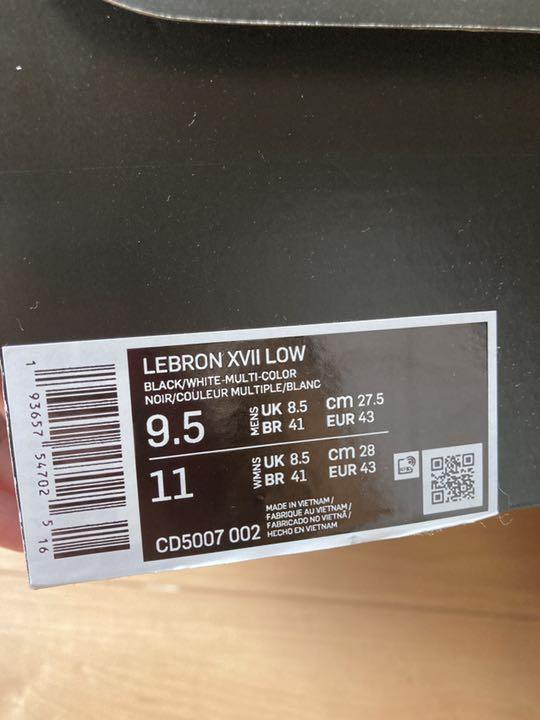 LEBRON XVII LOW
BLACK/WHITE-MULTI-COLOR
NOIR/COULEUR MULTIPLE/BLANC
9.5
MENS
UK 8.5 cm 27.5
BR 41 EUR 43
11
WMNS
UK 8.5 cm 28
BR 41 EUR 43
CD5007 002
MADE IN VIETNAM/
FABRIQUE AU VIETNAM/
FABRICADO NO VIETNÃ/
HECHO EN VIETNAM
1 93657 54702 5 16